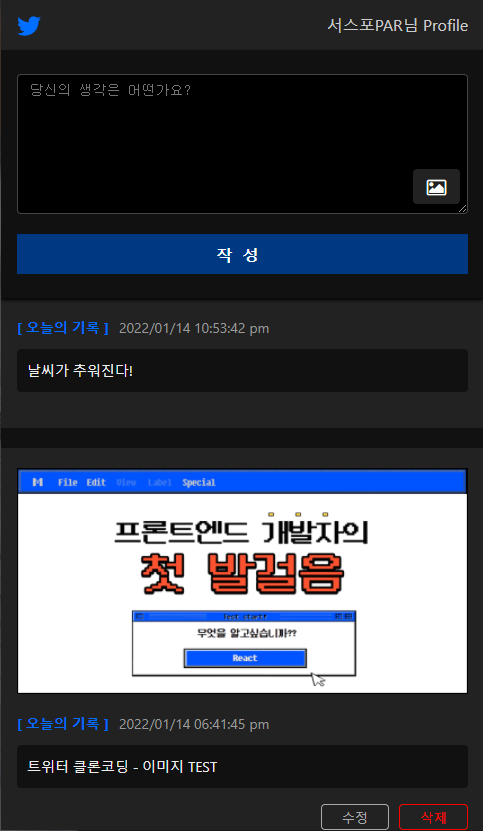 서스포PAR님 Profile
당신의 생각은 어떤가요?
작 성
[ 오늘의 기록 ] 2022/01/14 10:53:42 pm
날씨가 추워진다!
M File Edit View Label Special
프론트엔드 개발자의
첫 발걸음
Test start!
무엇을 알고싶습니까??
React
[ 오늘의 기록 ] 2022/01/14 06:41:45 pm
트위터 클론코딩 - 이미지 TEST
수정 삭제